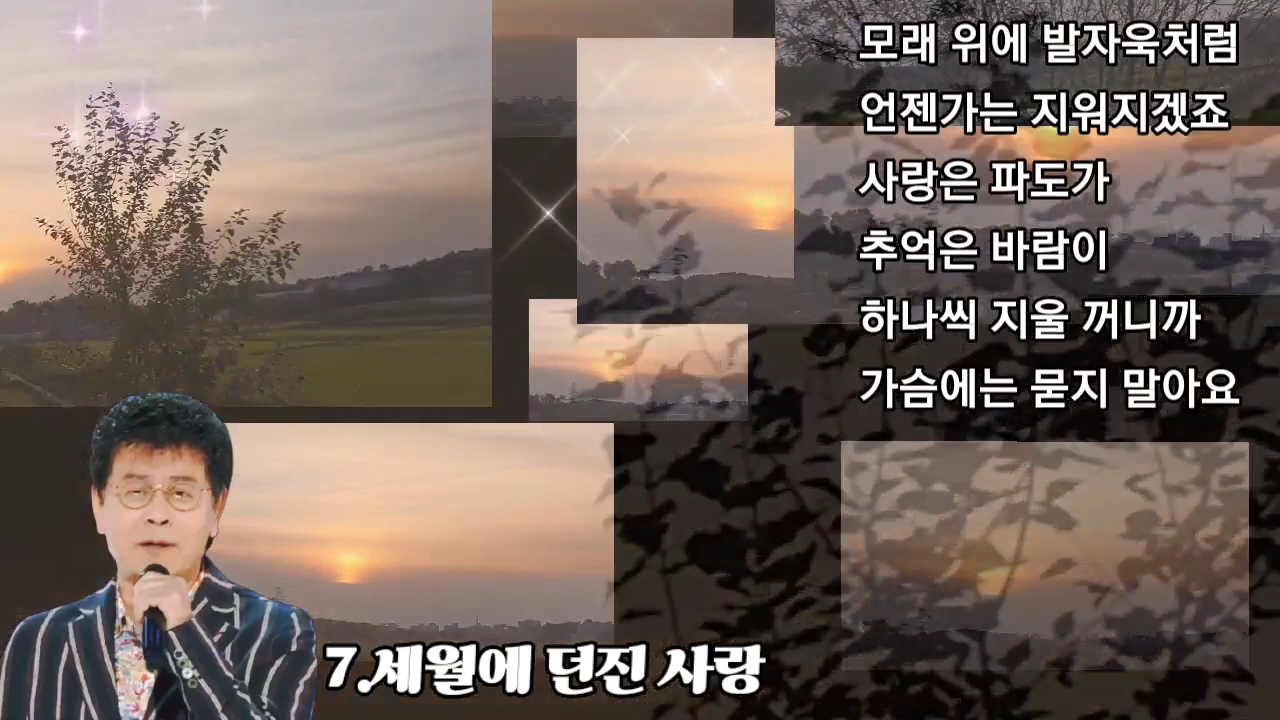 모래 위에 발자욱처럼
언젠가는 지워지겠죠
사랑은 파도가
추억은 바람이
하나씩 지울 꺼니까
가슴에는 묻지 말아요
7.세월에 던진 사랑